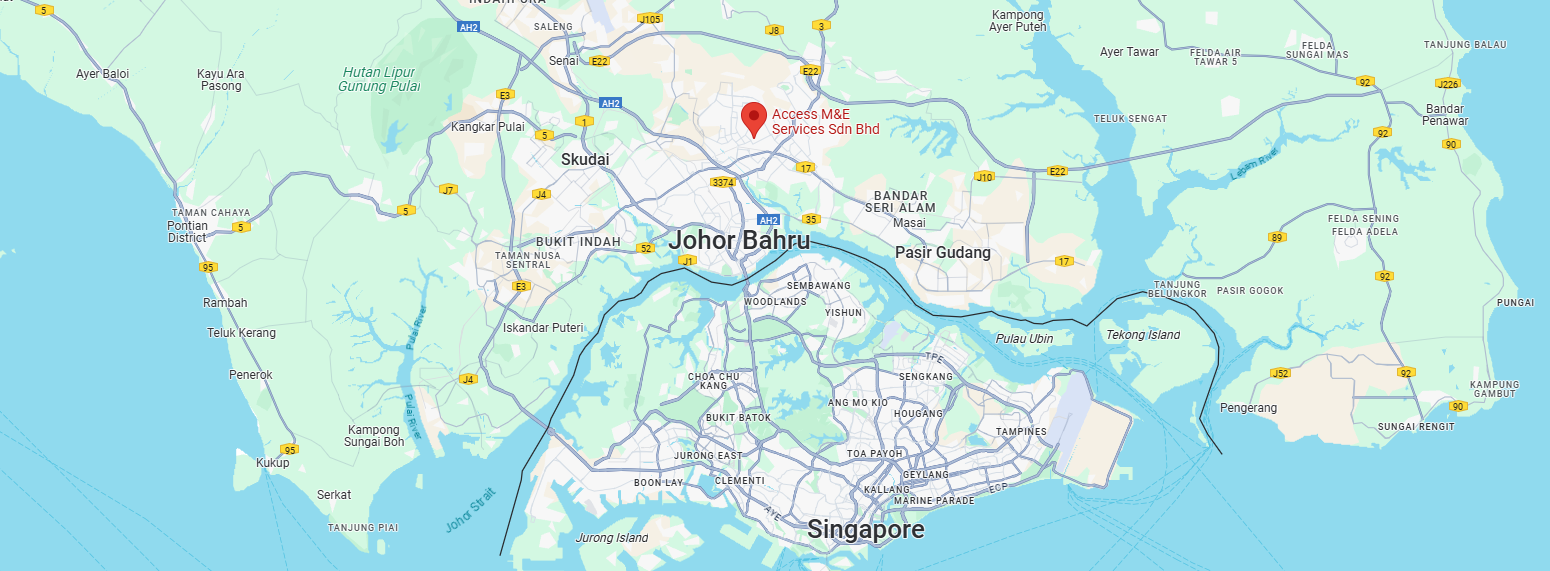 INDAHPURA
5
SALENG
J105
AH2
J8
3
Kampong
Ayer Puteh
Ayer Tawar
FELDA AIR
TAWAR 5
FELDA
SUNGAI MAS
TANJUNG BALAU
Senai
E22
E22
Ayer Baloi
Kayu Ara
Pasong
Hutan Lipur
Gunung Pulai
E3
AH2
92
J226
Bandar
Penawar
Access M&E
Services Sdn Bhd
Kangkar Pulai
5
1
TELUK SENGAT
92
90
Skudai
17
J10
E22
Lebam River
J7
J4
3374
BANDAR
SERI ALAM
Masai
TAMAN CAHAYA
Pontian
District
5
5
AH2
35
FELDA SENING
FELDA ADELA
89
BUKIT INDAH
52
Johor Bahru
Pasir Gudang
TAMAN NUSA
SENTRAL
J1
17
95
E3
92
SEMBAWANG
WOODLANDS
YISHUN
TANJUNG
BELUNGKOR
PASIR GOGOK
PUNGAI
Rambah
Teluk Kerang
Pulai River
Iskandar Puteri
Pulau Ubin
Tekong Island
TPE
Penerok
J4
CHOA CHU
KANG
SENGKANG
J52
92
KAMPUNG
GAMBUT
Pulai River
ANG MO KIO
HOUGANG
BUKIT BATOK
Pengerang
90
SUNGAI RENGIT
Kampong
Sungai Boh
TAMPINES
95
Kukup
JURONG EAST
TOA PAYOH
BOON LAY
CLEMENTI
GEYLANG
KALLANG
ECP
MARINE PARADE
Serkat
Johor Strait
AYE
TANJUNG PIAI
Singapore
Jurong Island